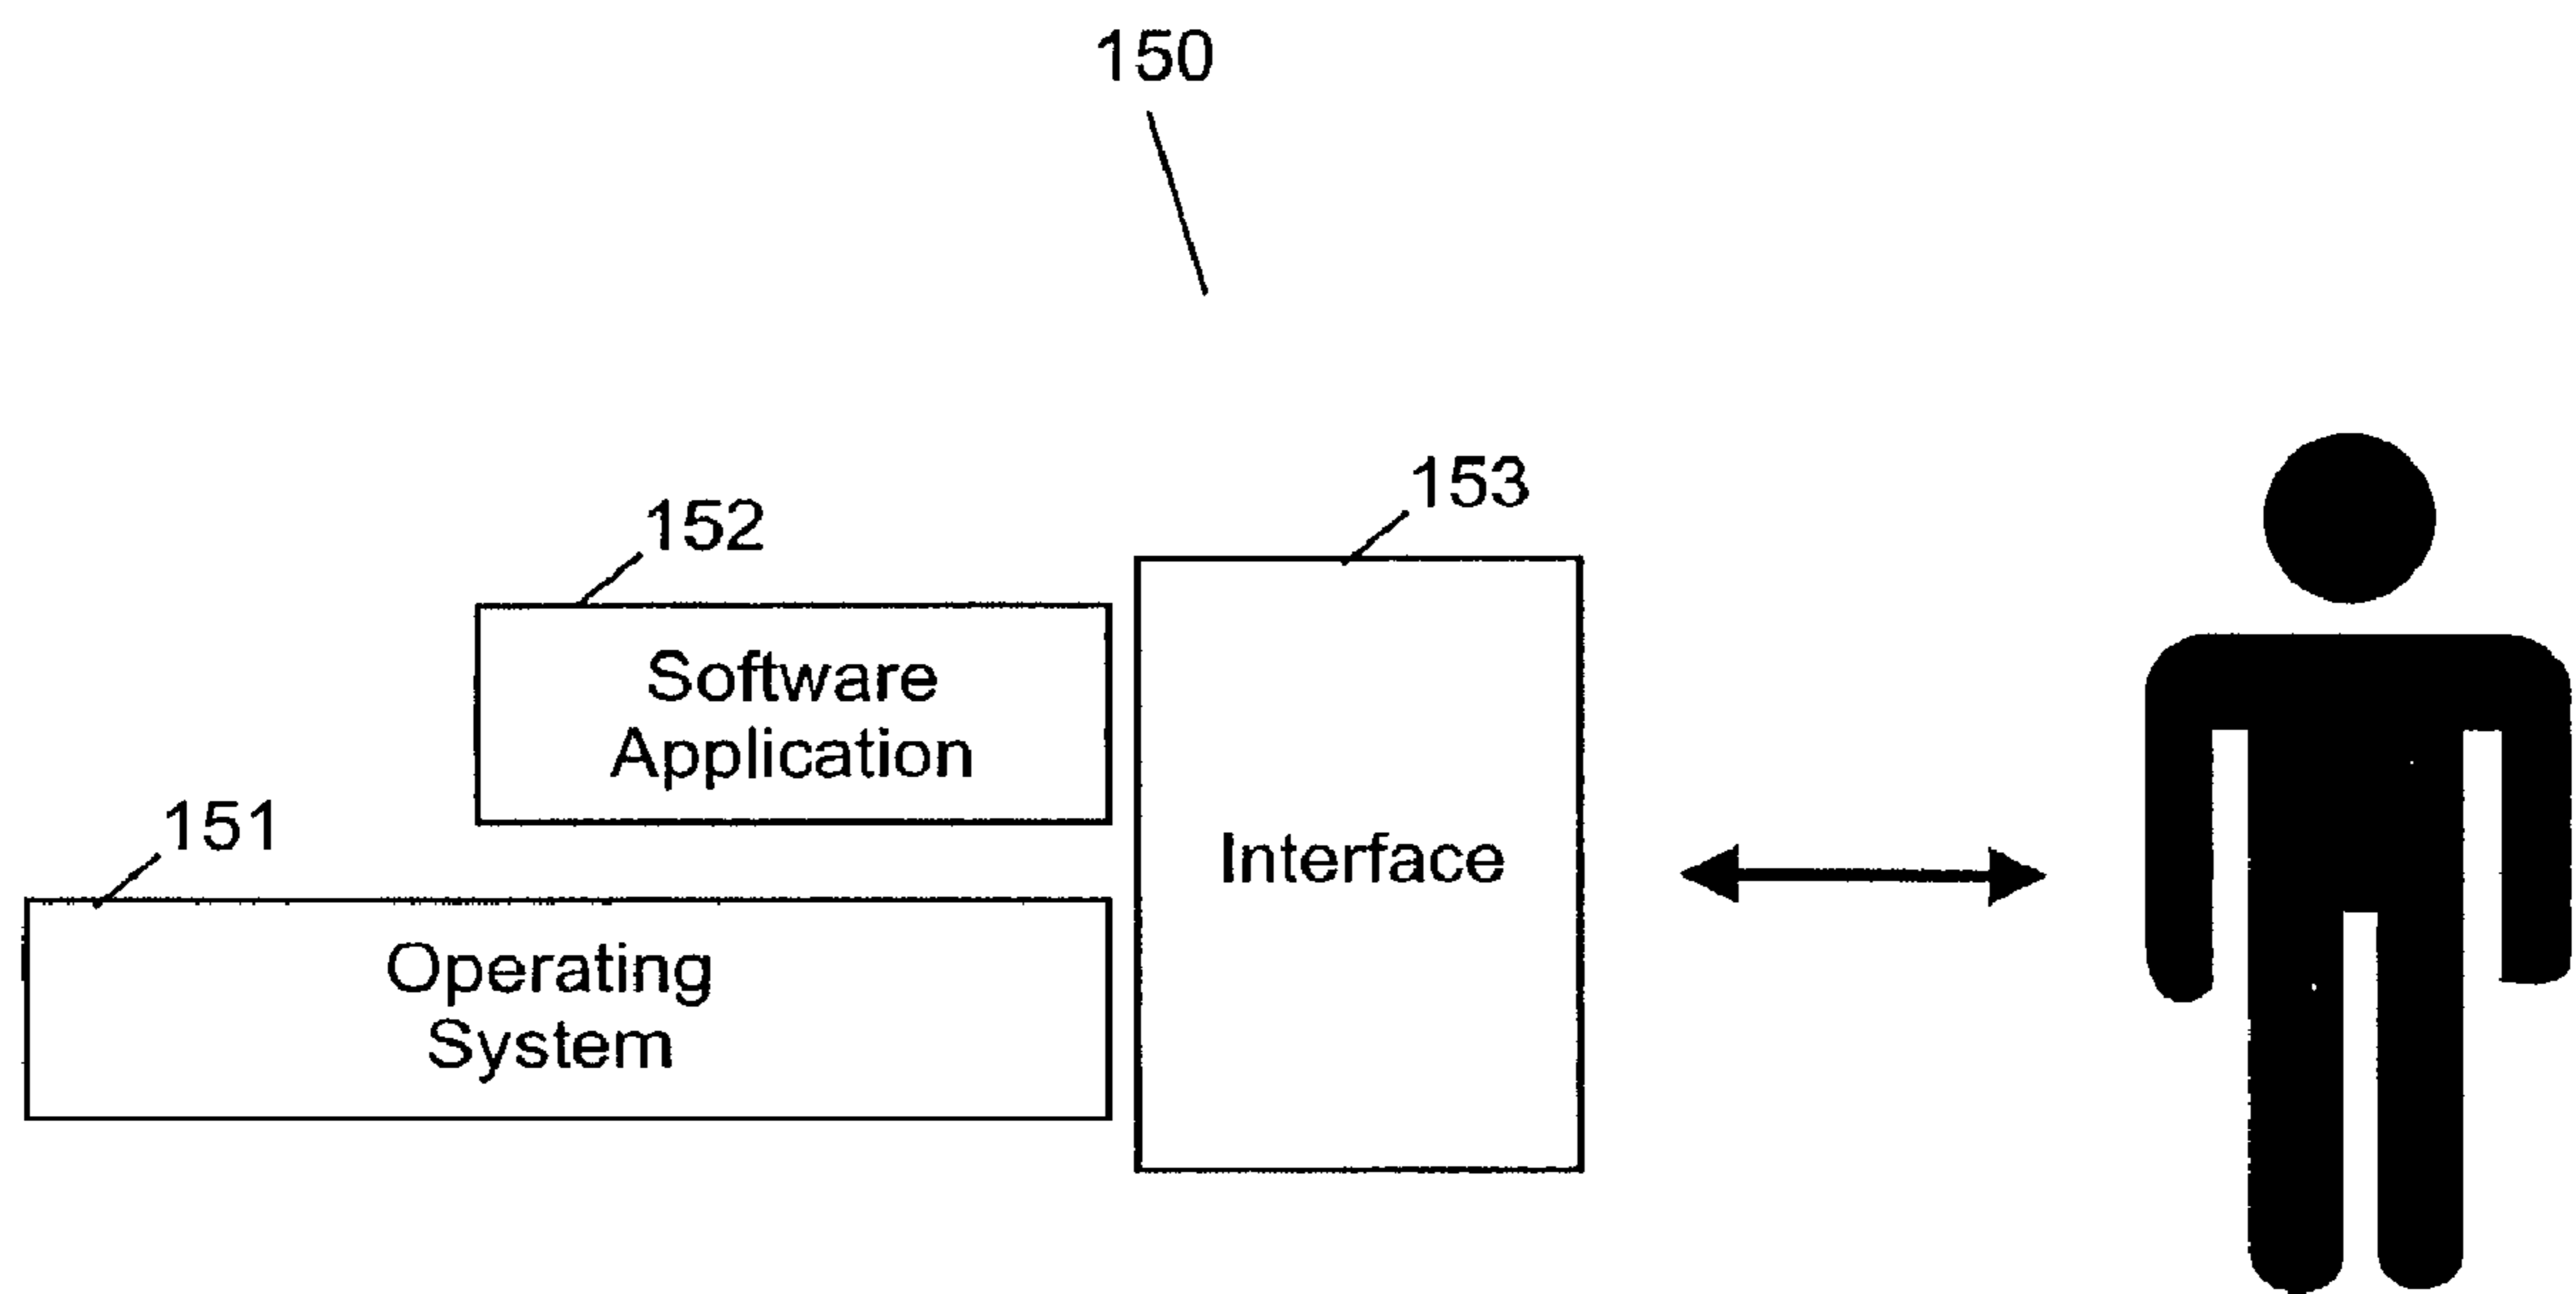 150
153
152
Software
Application
151
Interface
Operating
System